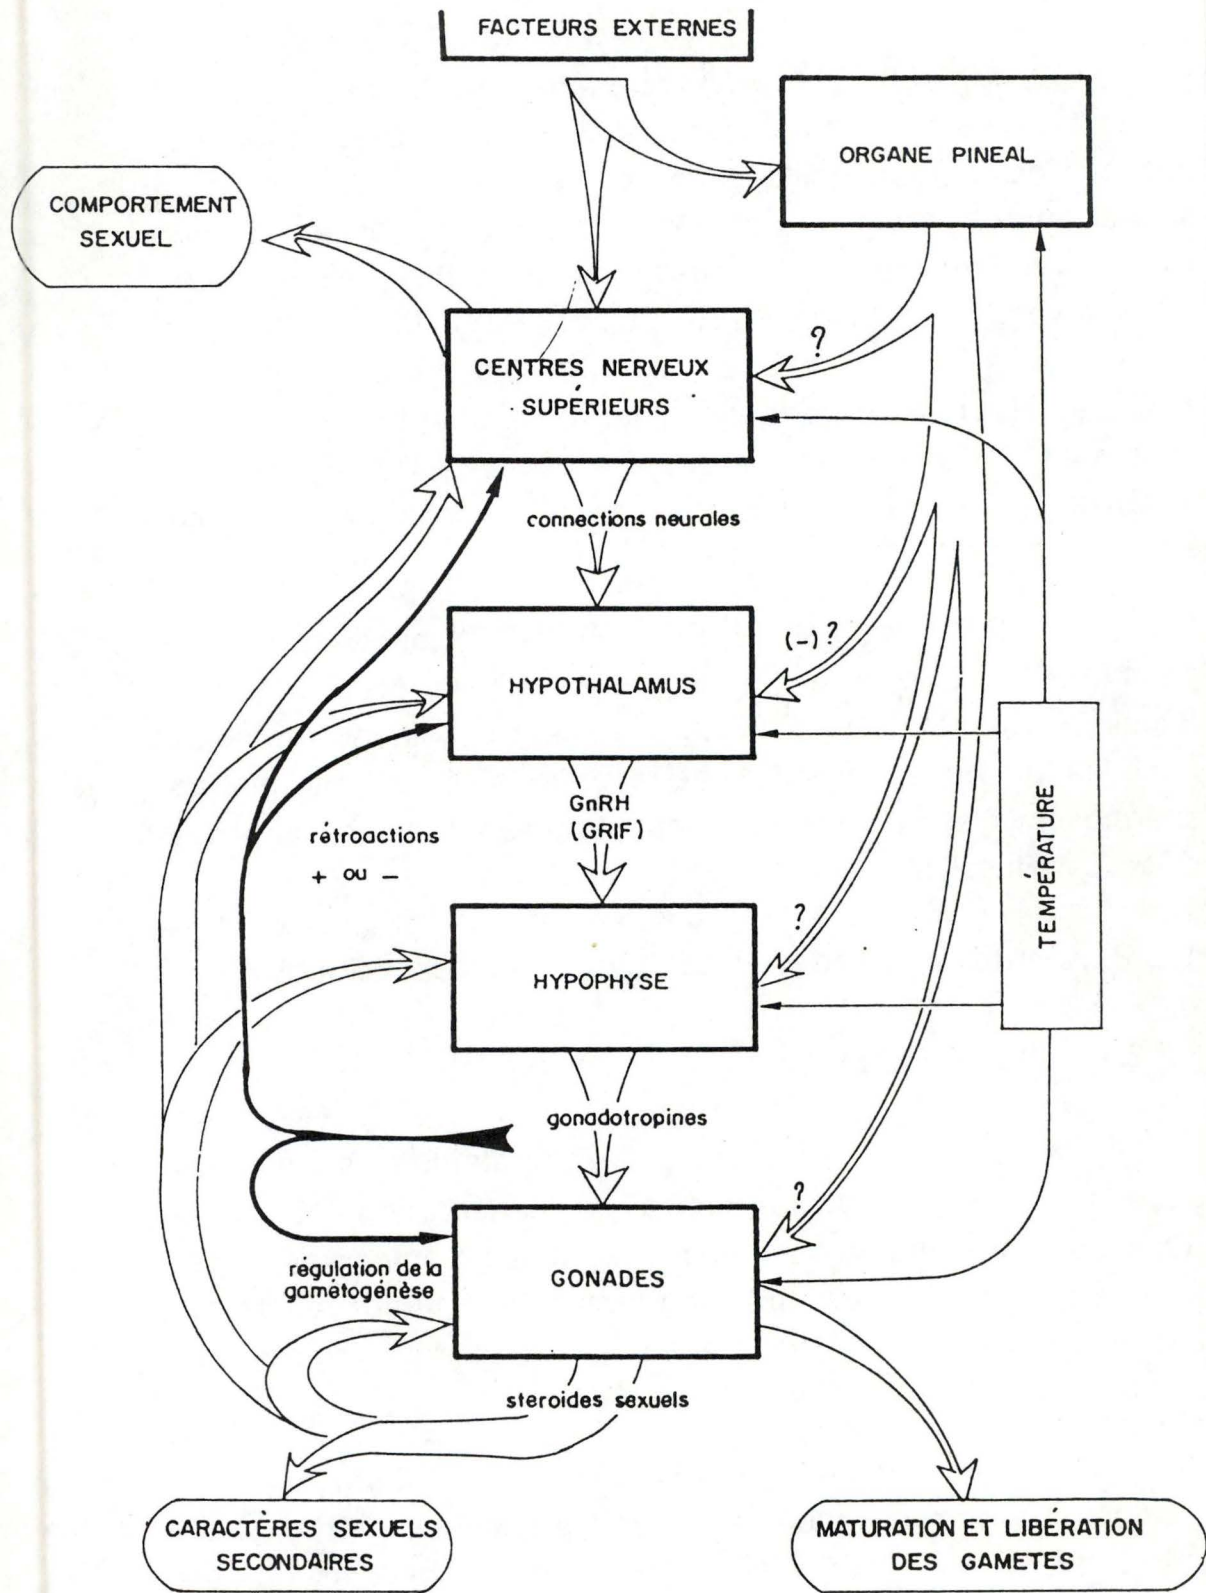 FACTEURS EXTERNES
ORGANE PINEAL
COMPORTEMENT
SEXUEL
?
CENTRES NERVEUX
SUPÉRIEURS
connections neurales
(-) ?
HYPOTHALAMUS
GnRH
(GRIF)
rétroactions
+ ou -
TEMPÉRATURE
?
HYPOPHYSE
gonadotropines
?
GONADES
régulation de la
gamétogénèse
steroides sexuels
CARACTÈRES SEXUELS
SECONDAIRES
MATURATION ET LIBÉRATION
DES GAMETES